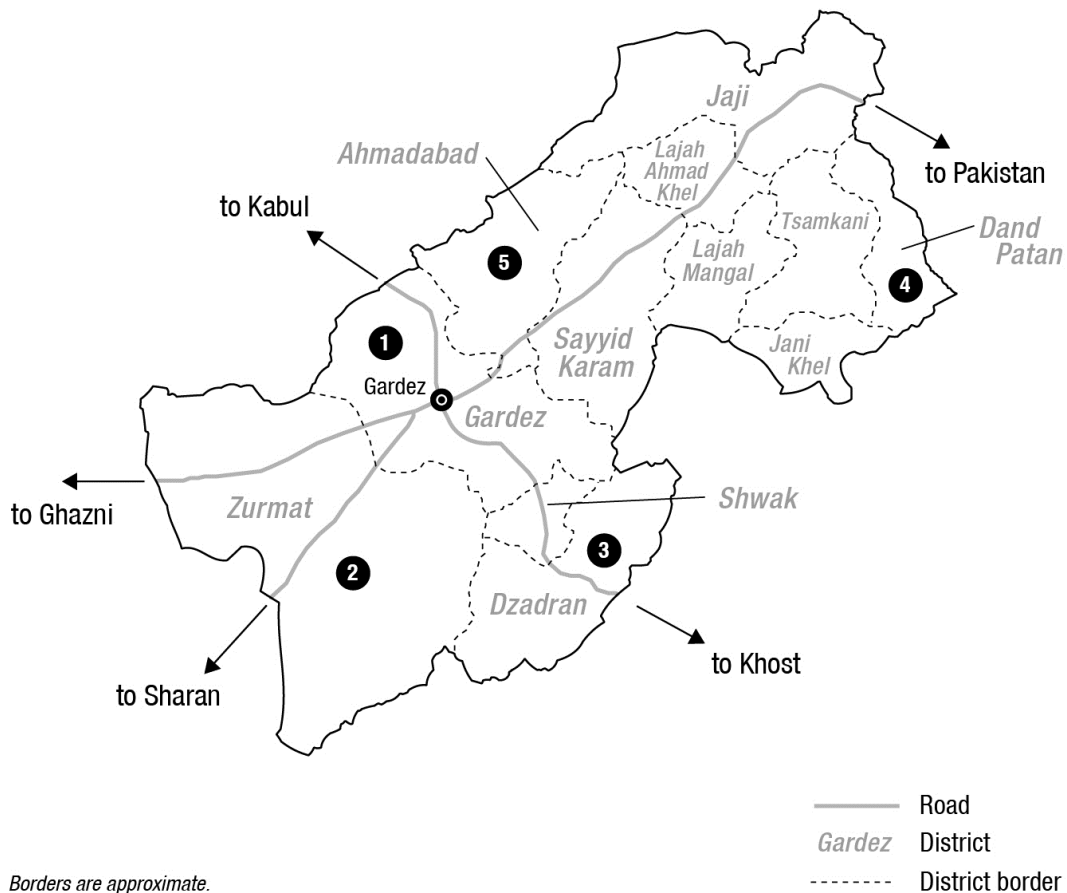 Jaji
Ahmadabad
Lajah
Ahmad
Khel
to Pakistan
to Kabul
Tsamkani
Dand
Patan
5
Lajah
Mangal
4
1
Sayyid
Karam
Jani
Khel
Gardez
Gardez
to Ghazni
Zurmat
Shwak
3
2
Dzadran
to Khost
to Sharan
Road
Gardez District
District border
Borders are approximate.